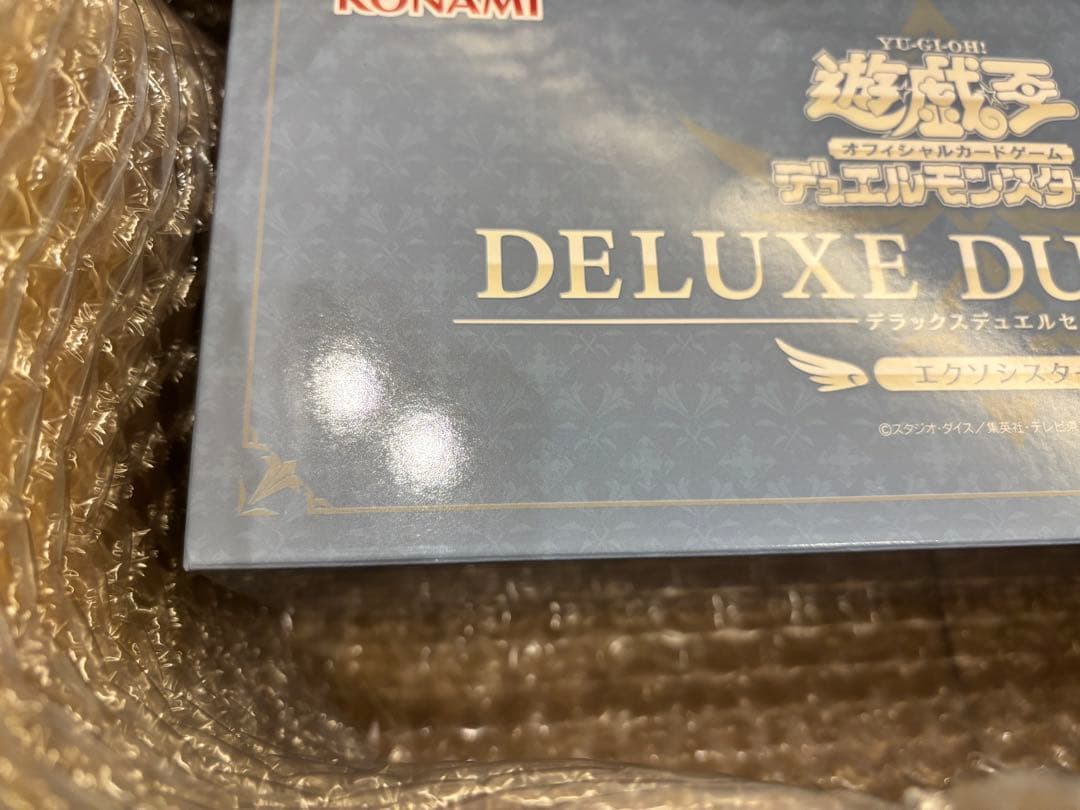 KONAMI
YU-GI-OH!
遊戯王
オフィシャルカードゲーム
デュエルモンスター
DELUXE DU
デラックスデュエルセ
エクソシスター
©スタジオ・ダイス／集英社・テレビ東